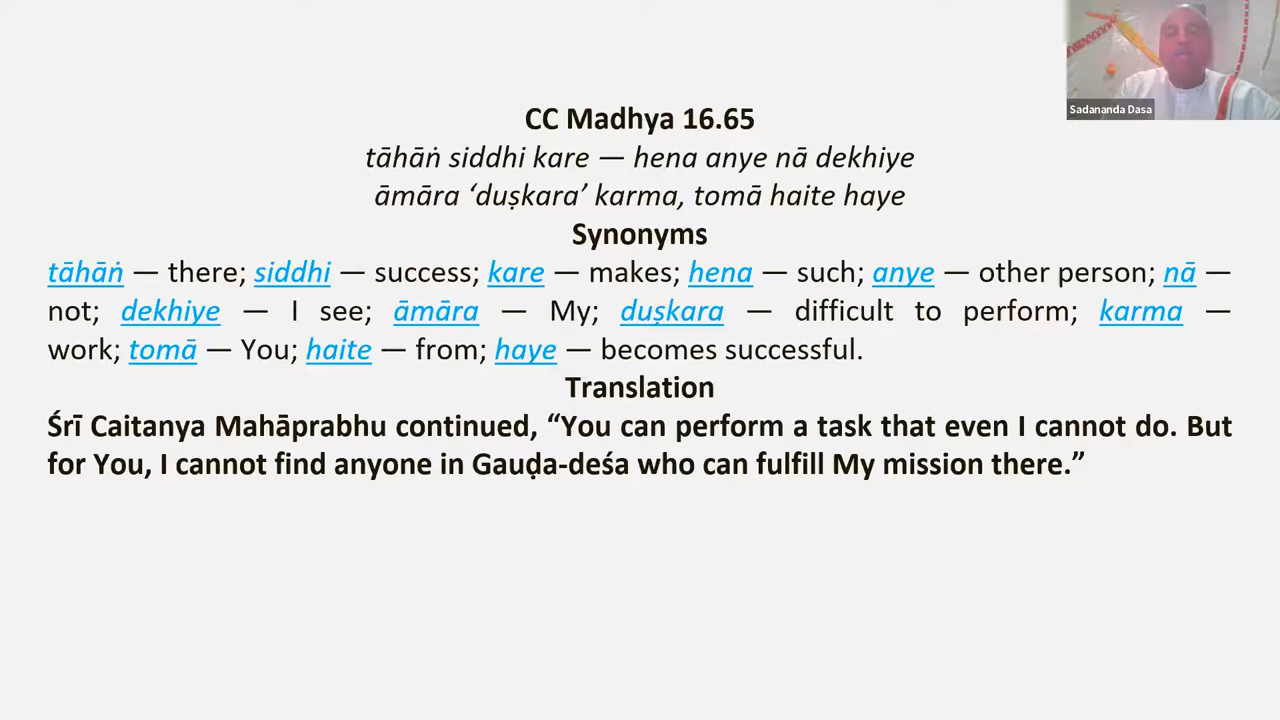 Sadananda Dasa
CC Madhya 16.65
tāhāṅ siddhi kare — hena anye nā dekhiye
āmāra ‘duṣkara’ karma, tomā haite haye
Synonyms
tāhāṅ — there; siddhi — success; kare — makes; hena — such; anye — other person; nā —
not; dekhiye — I see; āmāra — My; duṣkara — difficult to perform; karma —
work; tomā — You; haite — from; haye — becomes successful.
Translation
Śrī Caitanya Mahāprabhu continued, “You can perform a task that even I cannot do. But
for You, I cannot find anyone in Gauḍa-deśa who can fulfill My mission there.”